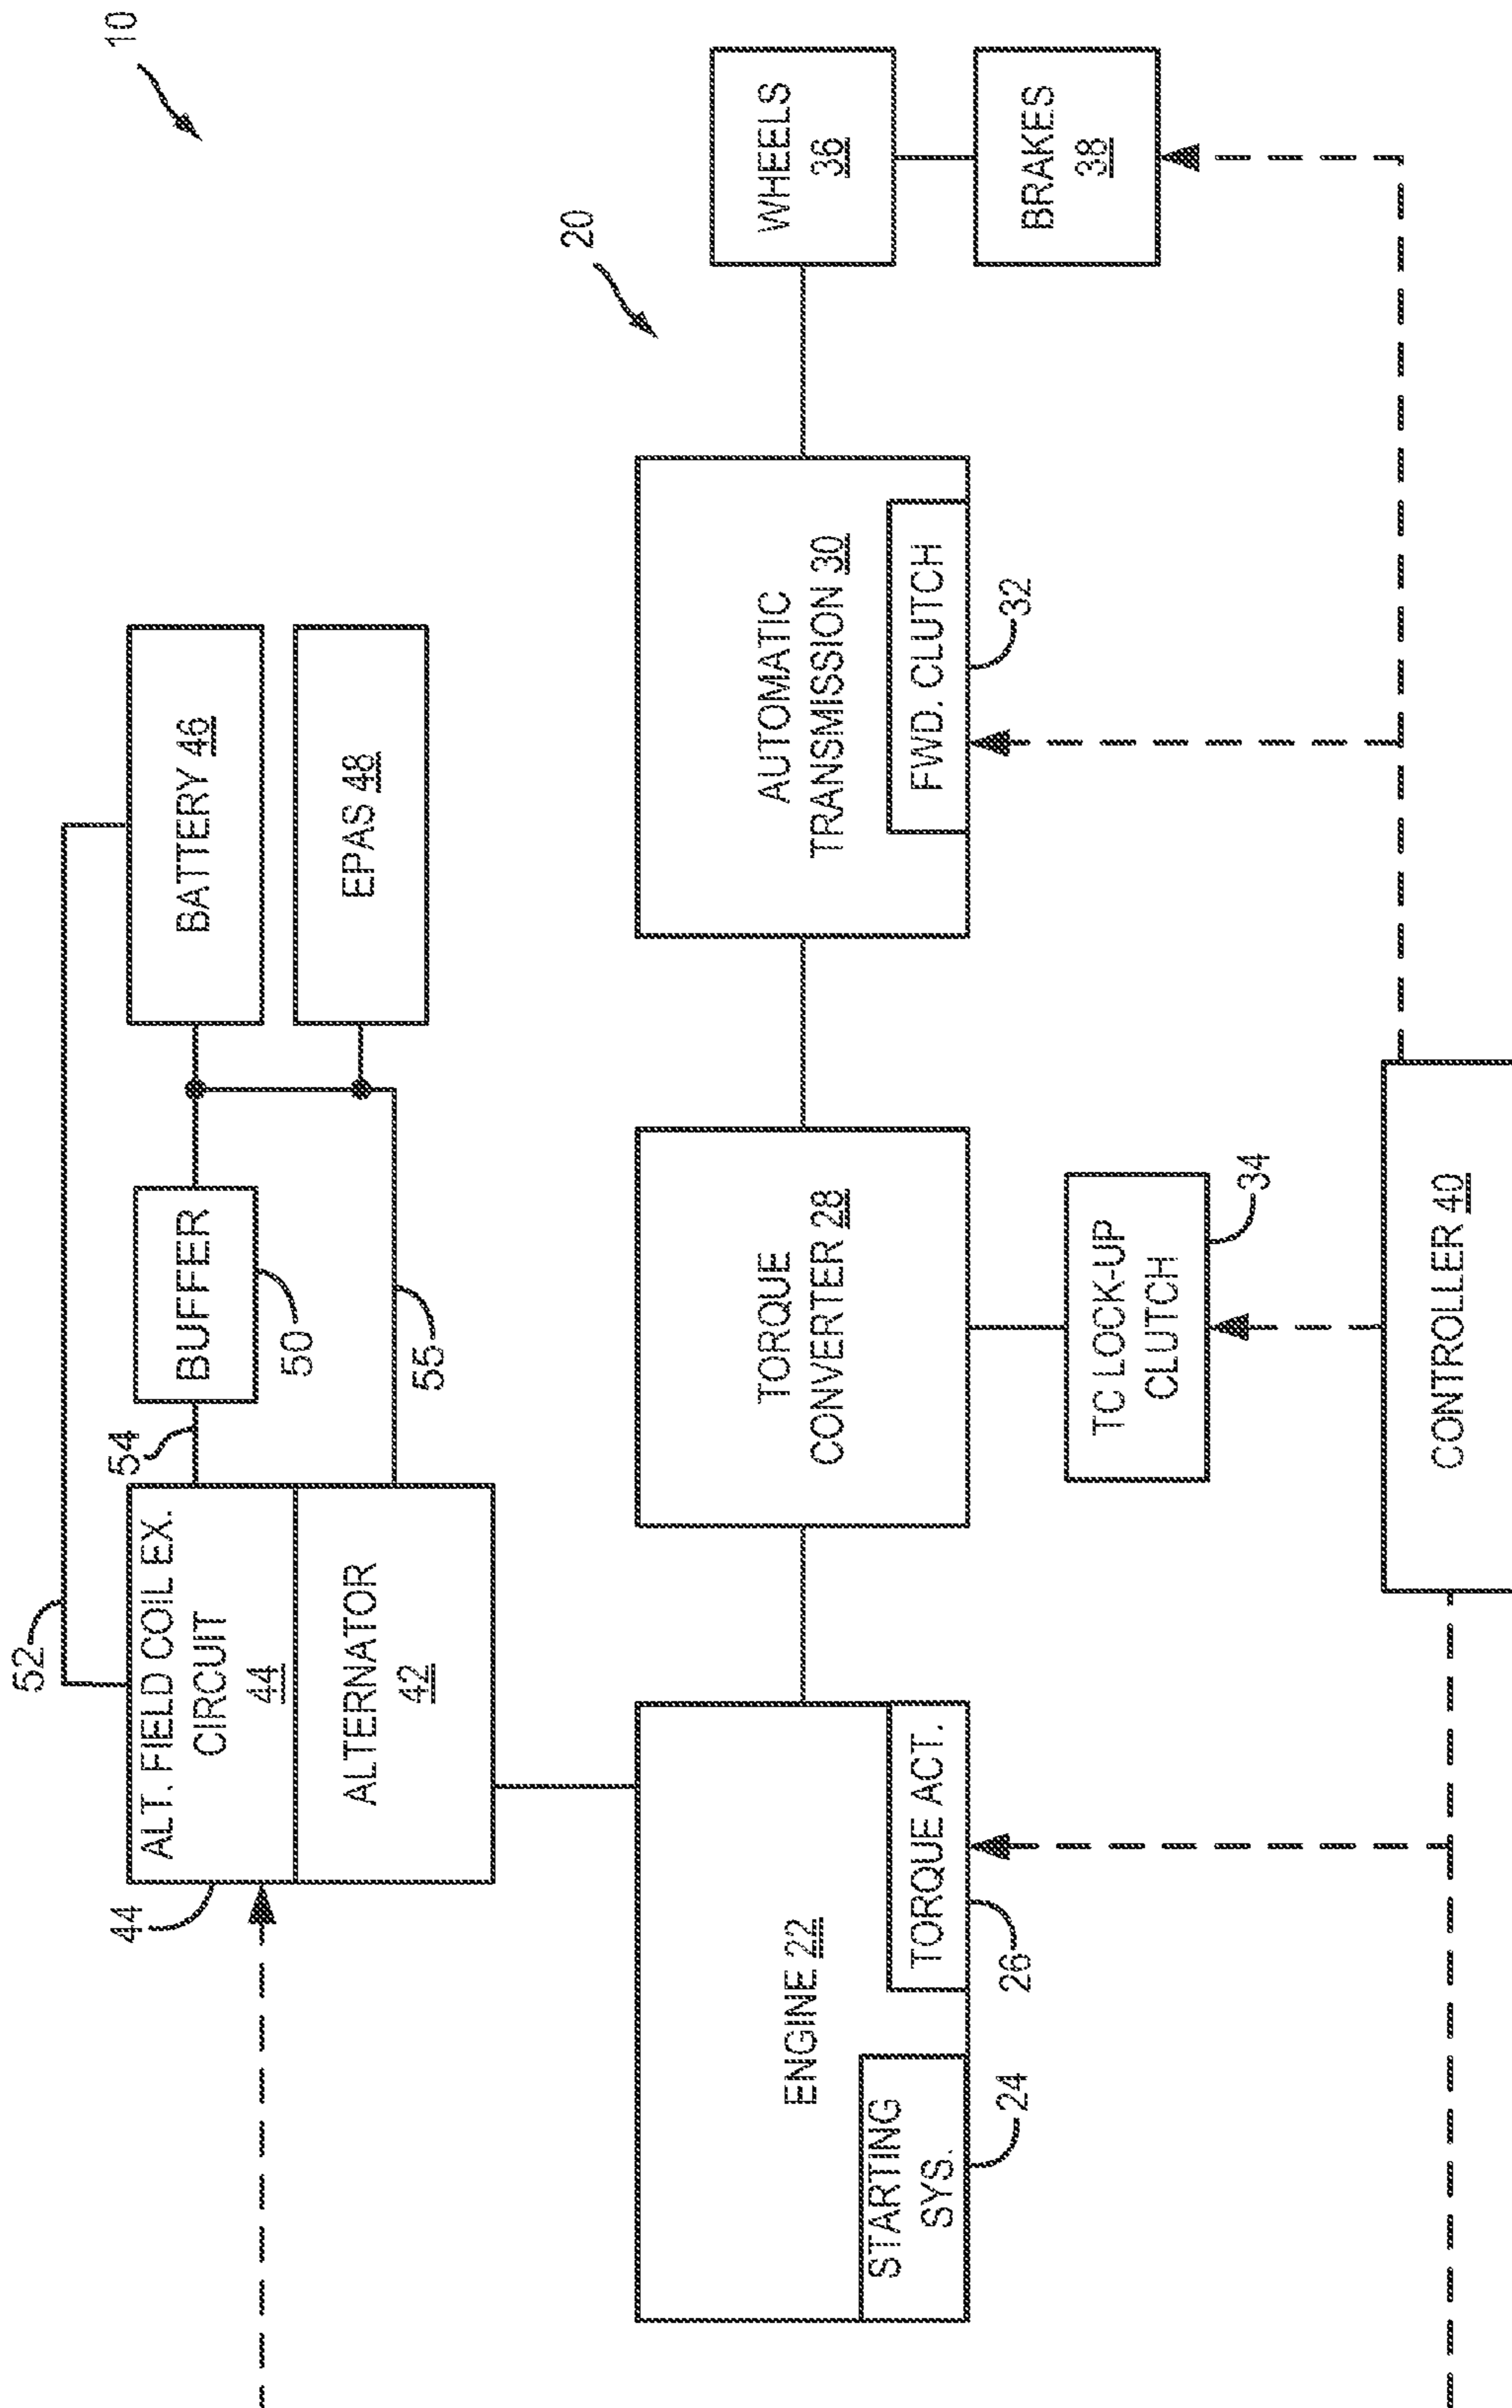 10
52
54
BATTERY 46
BUFFER
50
44
ALT. FIELD COIL EX.
CIRCUIT
44
ALTERNATOR
42
55
EPAS 48
20
ENGINE 22
STARTING
SYS.
24
TORQUE ACT.
26
TORQUE
CONVERTER 28
AUTOMATIC
TRANSMISSION 30
FWD. CLUTCH
32
WHEELS
36
BRAKES
38
TC LOCK-UP
CLUTCH
34
CONTROLLER 40